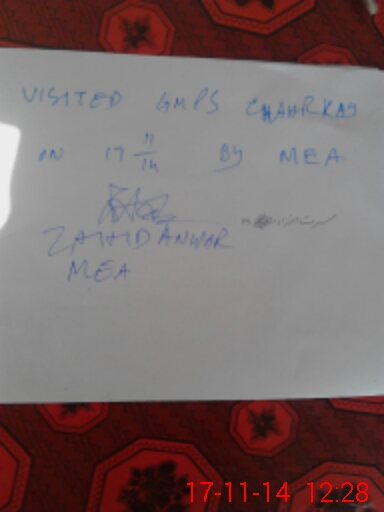 VISITED GMPS CHAHRKAY
ON 17 11/14 BY MEA
ZAHID ANWAR
MEA
17-11-14 12:28